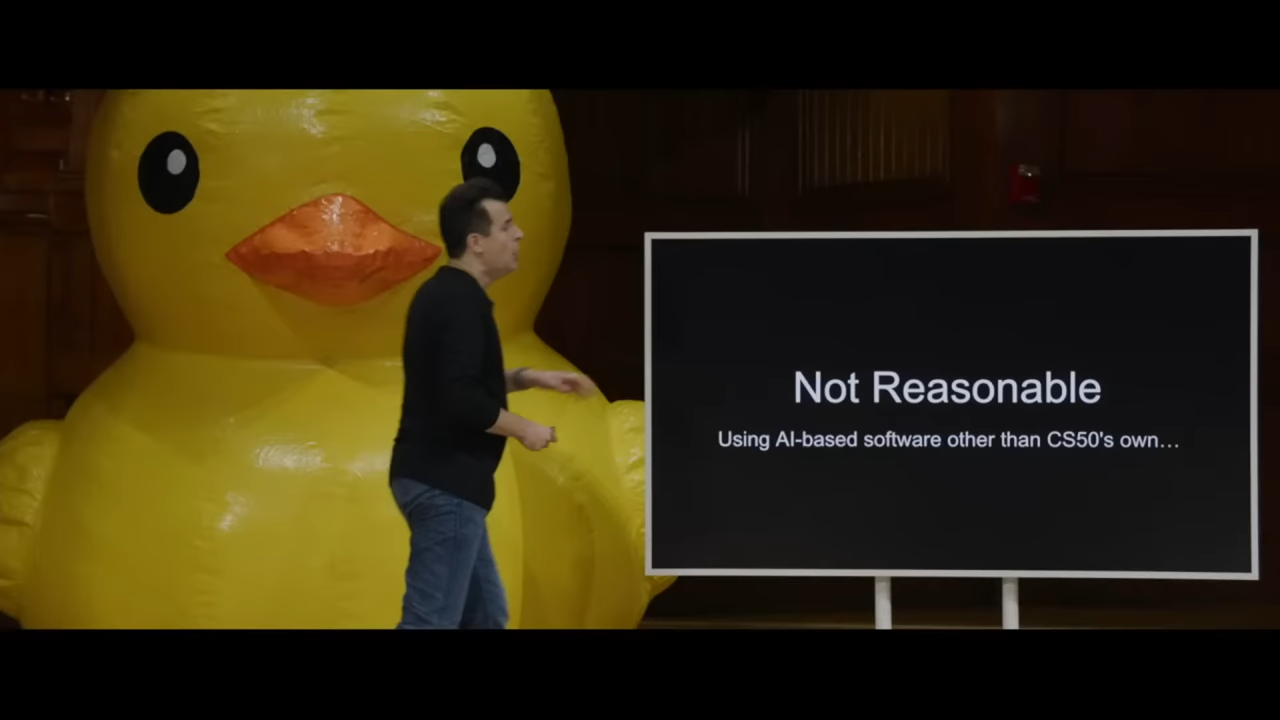 Not Reasonable
Using AI-based software other than CS50's own…